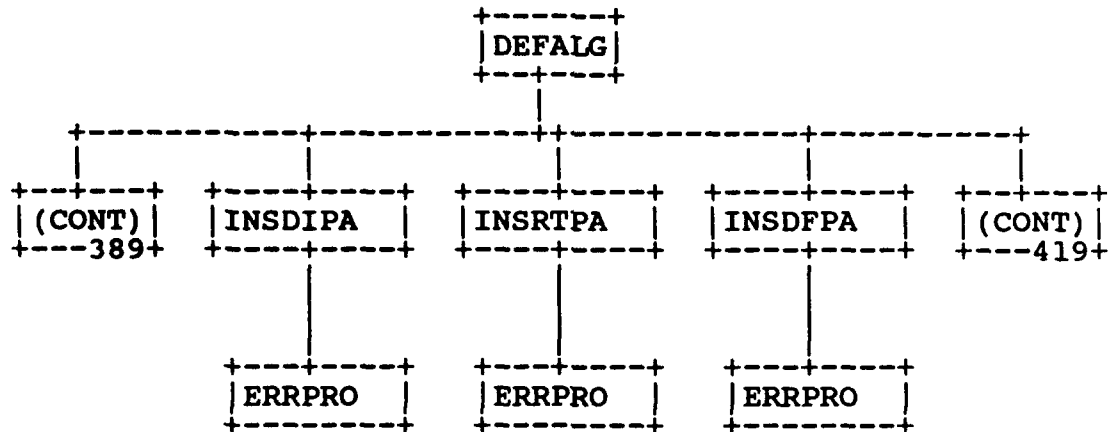 DEFALG
(CONT) INSDIPA INSRTPA INSDFPA (CONT)
389 419
ERRPRO ERRPRO ERRPRO